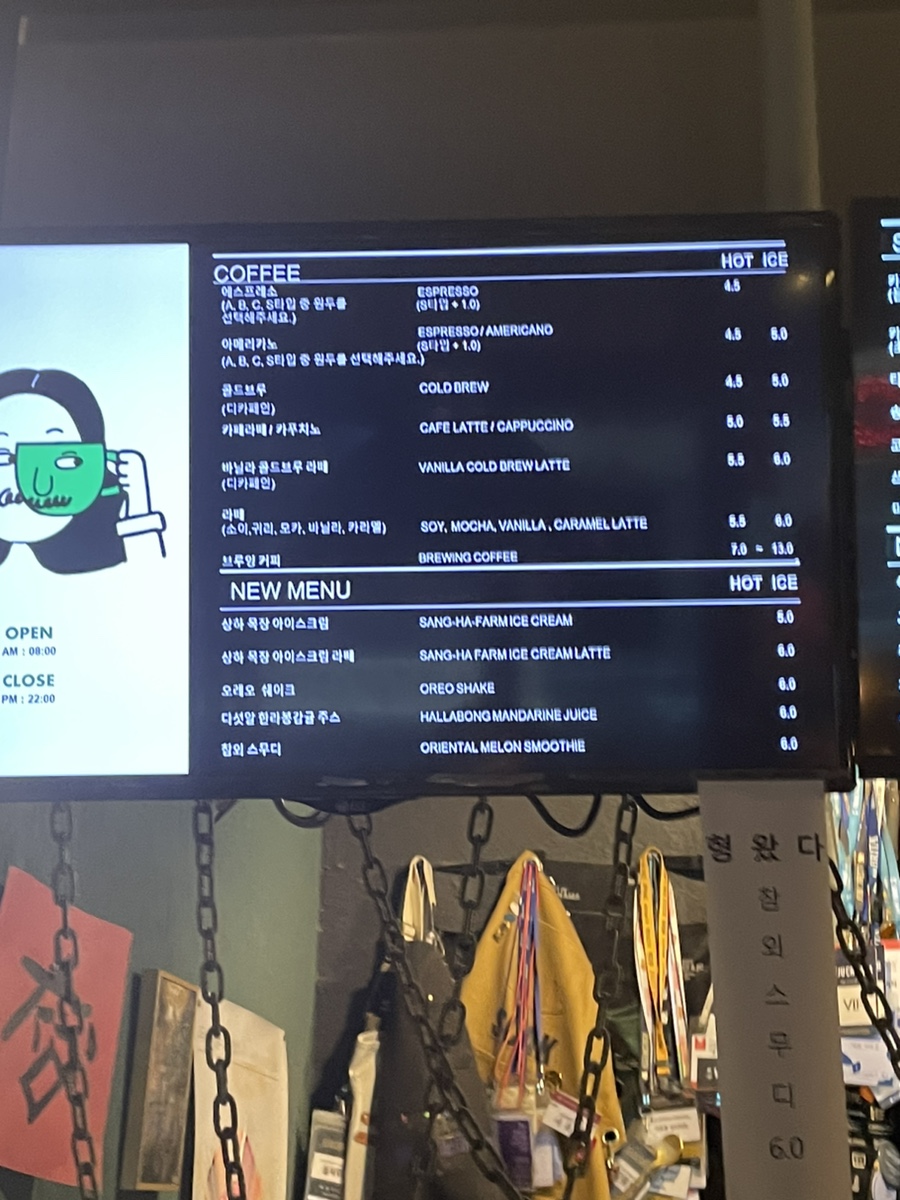 COFFEE HOT ICE
에스프레소 ESPRESSO 4.5
(A, B, C, S타입 중 원두를 (S타입 + 1.0)
선택해주세요.)
아메리카노 ESPRESSO / AMERICANO 4.5 5.0
(S타입 + 1.0)
(A, B, C, S타입 중 원두를 선택해주세요.)
콜드브루 COLD BREW 4.5 5.0
(디카페인)
카페라떼 / 카푸치노 CAFE LATTE / CAPPUCCINO 5.0 5.5
바닐라 콜드브루 라떼 VANILLA COLD BREW LATTE 5.5 6.0
(디카페인)
라떼
(소이,귀리, 모카, 바닐라, 카라멜) SOY, MOCHA, VANILLA , CARAMEL LATTE 5.5 6.0
브루잉 커피 BREWING COFFEE 7.0 ~ 13.0
NEW MENU HOT ICE
상하 목장 아이스크림 SANG-HA-FARM ICE CREAM 5.0
상하 목장 아이스크림 라떼 SANG-HA FARM ICE CREAM LATTE 6.0
오레오 쉐이크 OREO SHAKE 6.0
다섯알 한라봉감귤 주스 HALLABONG MANDARINE JUICE 6.0
참외 스무디 ORIENTAL MELON SMOOTHIE 6.0
OPEN
AM : 08:00
CLOSE
PM : 22:00
형 왔 다
참
외
스
무
디
6.0
VII